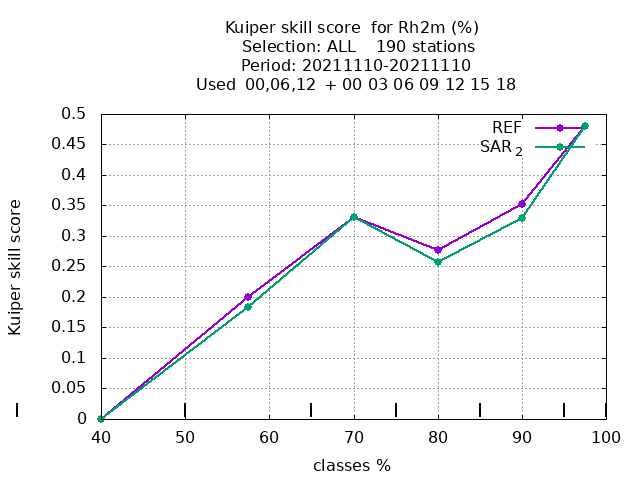 Kuiper skill score  for Rh2m (%)
Selection: ALL    190 stations
Period: 20211110-20211110
Used  00,06,12  + 00 03 06 09 12 15 18
REF
SAR 2
0.5
0.45
0.4
0.35
0.3
0.25
0.2
0.15
0.1
0.05
0
Kuiper skill score
40 50 60 70 80 90 100
classes %